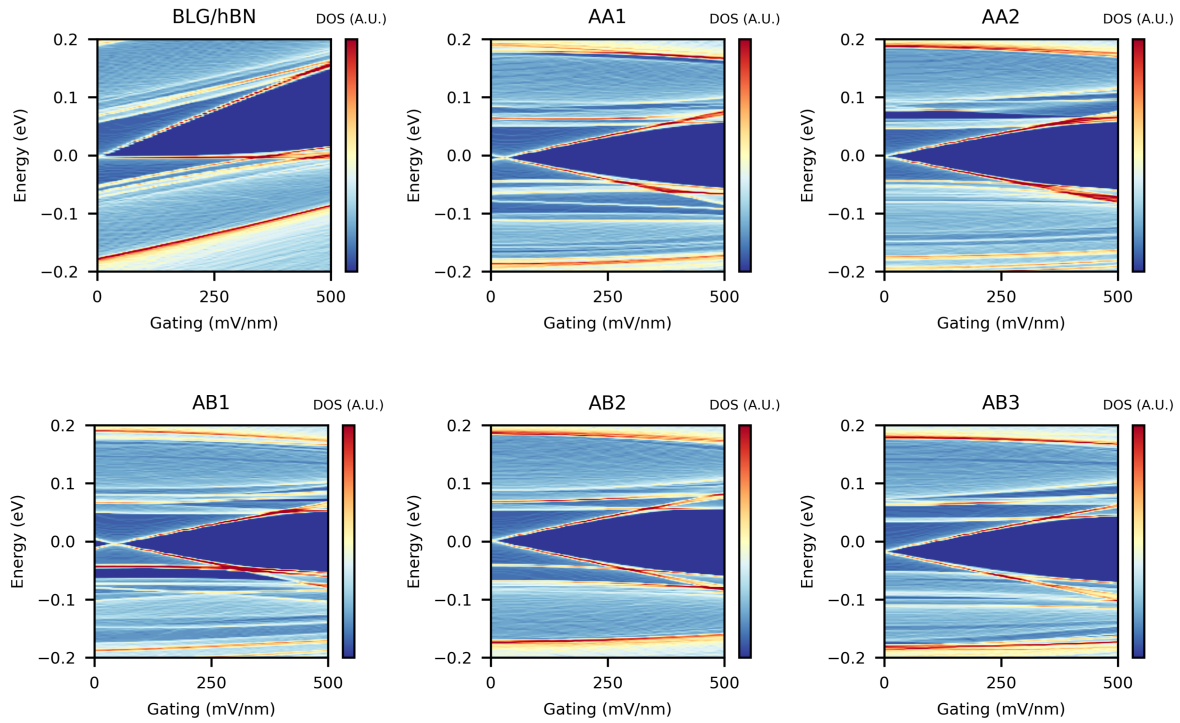 BLG/hBN
DOS (A.U.)
AA1
DOS (A.U.)
AA2
DOS (A.U.)
0.2
0.1
0.0
−0.1
−0.2
Energy (eV)
0
250
500
Gating (mV/nm)
0.2
0.1
0.0
−0.1
−0.2
Energy (eV)
0
250
500
Gating (mV/nm)
0.2
0.1
0.0
−0.1
−0.2
Energy (eV)
0
250
500
Gating (mV/nm)
AB1
DOS (A.U.)
AB2
DOS (A.U.)
AB3
DOS (A.U.)
0.2
0.1
0.0
−0.1
−0.2
Energy (eV)
0
250
500
Gating (mV/nm)
0.2
0.1
0.0
−0.1
−0.2
Energy (eV)
0
250
500
Gating (mV/nm)
0.2
0.1
0.0
−0.1
−0.2
Energy (eV)
0
250
500
Gating (mV/nm)